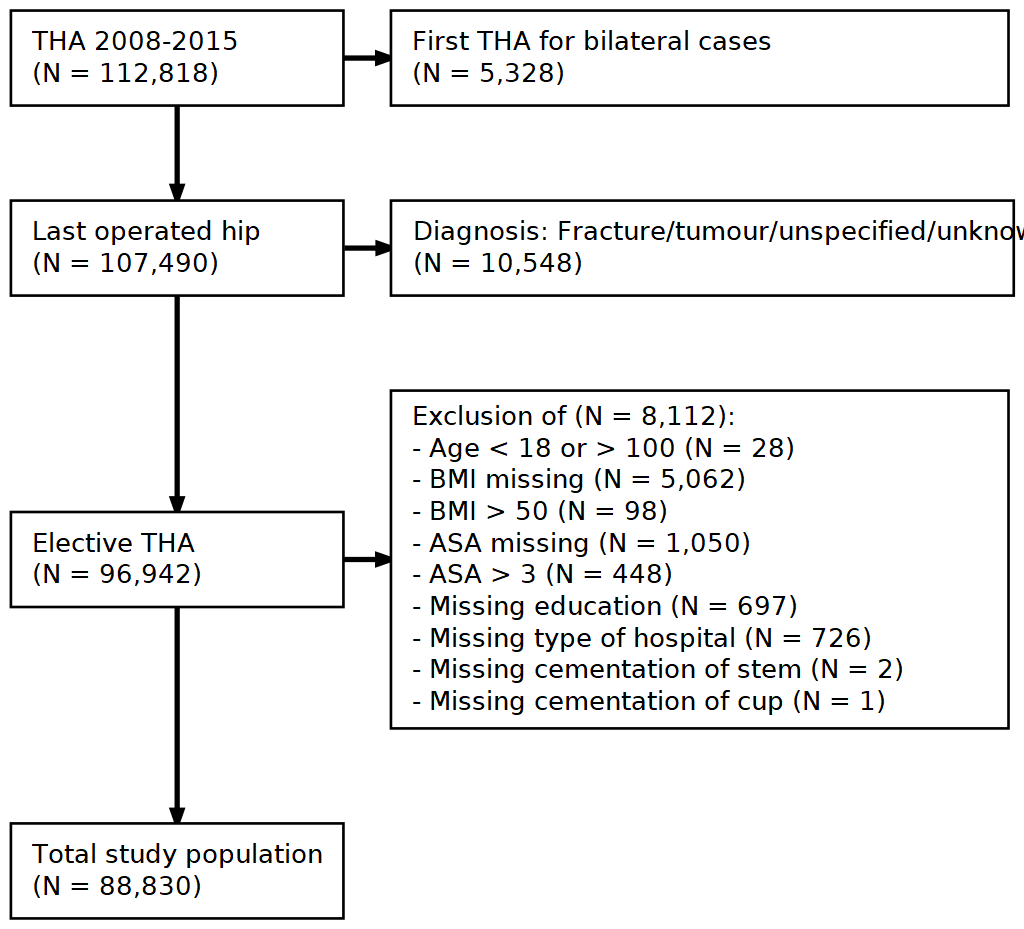 THA 2008-2015
(N = 112,818)
First THA for bilateral cases
(N = 5,328)
Last operated hip
(N = 107,490)
Diagnosis: Fracture/tumour/unspecified/unknow
(N = 10,548)
Exclusion of (N = 8,112):
- Age < 18 or > 100 (N = 28)
- BMI missing (N = 5,062)
- BMI > 50 (N = 98)
- ASA missing (N = 1,050)
- ASA > 3 (N = 448)
- Missing education (N = 697)
- Missing type of hospital (N = 726)
- Missing cementation of stem (N = 2)
- Missing cementation of cup (N = 1)
Elective THA
(N = 96,942)
Total study population
(N = 88,830)